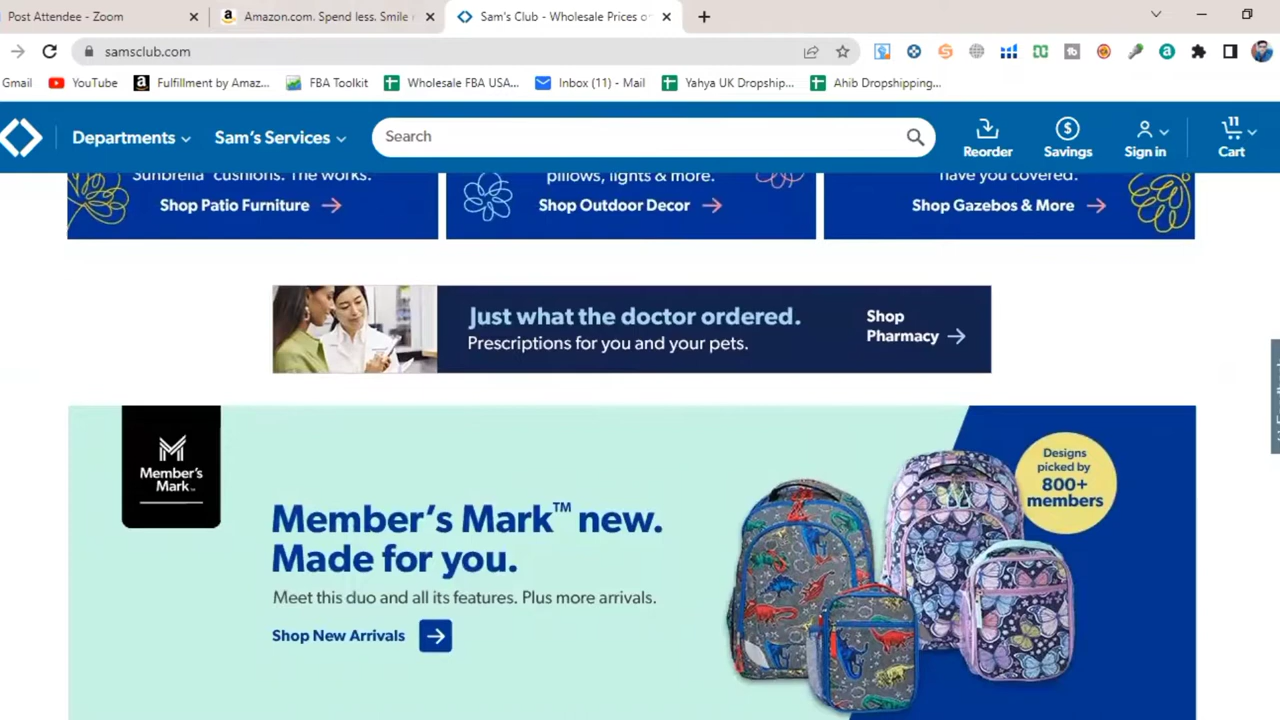 Post Attendee - Zoom
Amazon.com. Spend less. Smile
Sam's Club - Wholesale Prices o
samsclub.com
Gmail
YouTube
Fulfillment by Amaz...
FBA Toolkit
Wholesale FBA USA...
Inbox (11) - Mail
Yahya UK Dropship...
Ahib Dropshipping...
Departments
Sam's Services
Search
Reorder
Savings
Sign in
11
Cart
Sunbrella® cushions. The works.
Shop Patio Furniture
pillows, lights & more.
Shop Outdoor Decor
have you covered.
Shop Gazebos & More
Just what the doctor ordered.
Prescriptions for you and your pets.
Shop
Pharmacy
Member's
Mark™
Member's Mark™ new.
Made for you.
Meet this duo and all its features. Plus more arrivals.
Shop New Arrivals
Designs
picked by
800+
members